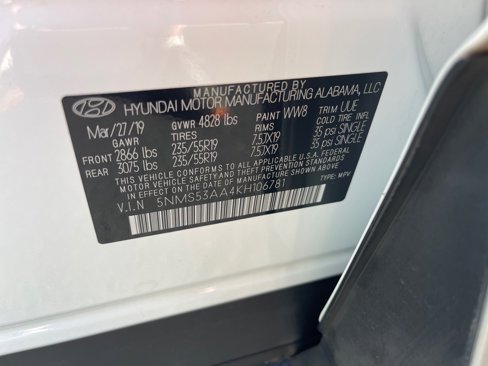 MANUFACTURED BY
HYUNDAI MOTOR MANUFACTURING ALABAMA, LLC
Mar/27/19 GVWR 4828 lbs PAINT WW8 TRIM UUE
GAWR TIRES RIMS COLD TIRE INFL
FRONT 2866 lbs 235/55R19 7.5JX19 35 psi SINGLE
REAR 3075 lbs 235/55R19 7.5JX19 35 psi SINGLE
THIS VEHICLE CONFORMS TO ALL APPLICABLE FEDERAL
MOTOR VEHICLE SAFETY AND THEFT PREVENTION STANDARDS
IN EFFECT ON THE DATE OF MANUFACTURE SHOWN ABOVE.
V.I.N 5NMS53AA4KH106781 TYPE: MPV